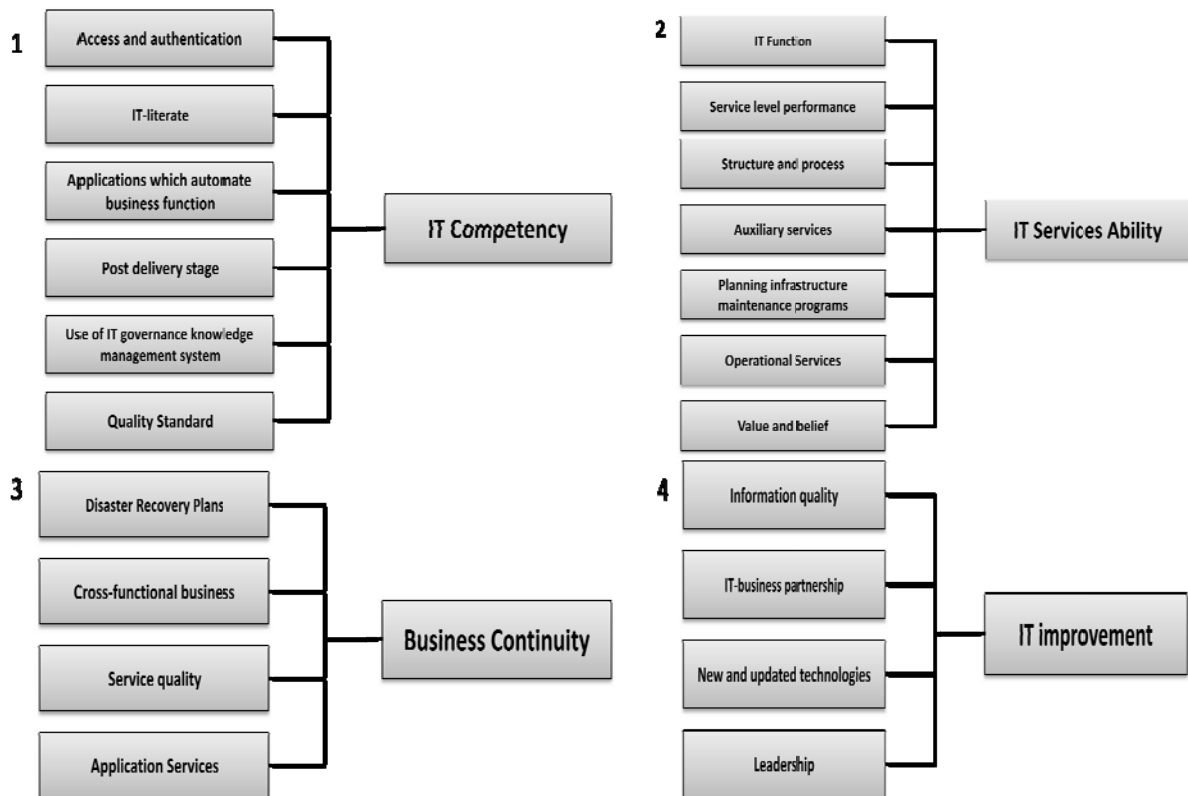 1
Access and authentication
IT-literate
Applications which automate
business function
Post delivery stage
Use of IT governance knowledge
management system
Quality Standard
IT Competency
2
IT Function
Service level performance
Structure and process
Auxiliary services
Planning infrastructure
maintenance programs
Operational Services
Value and belief
IT Services Ability
3
Disaster Recovery Plans
Cross-functional business
Service quality
Application Services
Business Continuity
4
Information quality
IT-business partnership
New and updated technologies
Leadership
IT improvement